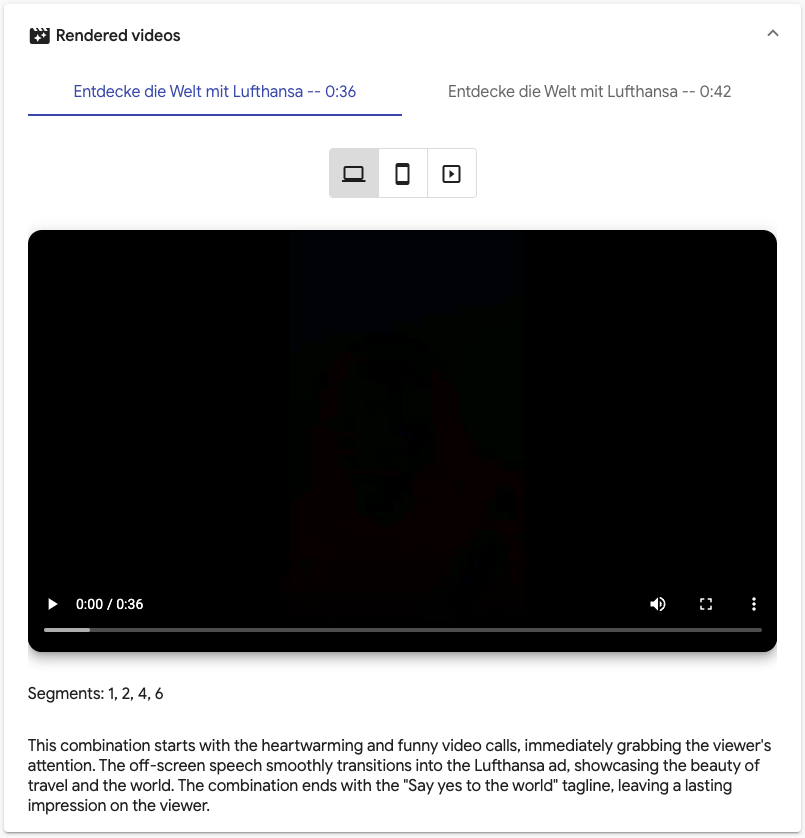 Rendered videos
Entdecke die Welt mit Lufthansa -- 0:36
Entdecke die Welt mit Lufthansa -- 0:42
0:00 / 0:36
Segments: 1, 2, 4, 6
This combination starts with the heartwarming and funny video calls, immediately grabbing the viewer's
attention. The off-screen speech smoothly transitions into the Lufthansa ad, showcasing the beauty of
travel and the world. The combination ends with the "Say yes to the world" tagline, leaving a lasting
impression on the viewer.